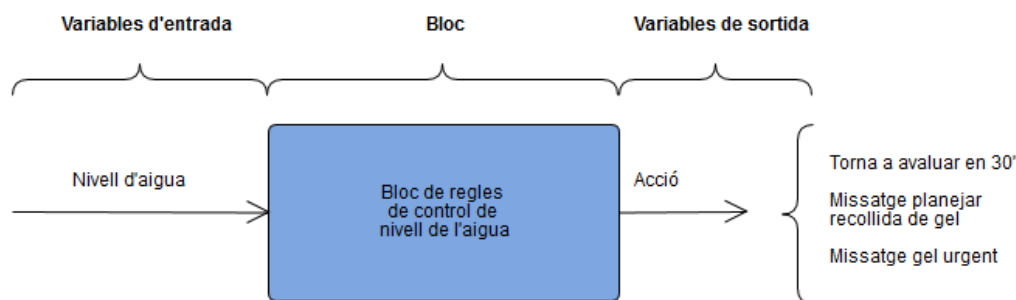 Variables d'entrada
Bloc
Variables de sortida
Nivell d'aigua
Bloc de regles
de control de
nivell de l'aigua
Acció
Torna a avaluar en 30'
Missatge planejar
recollida de gel
Missatge gel urgent